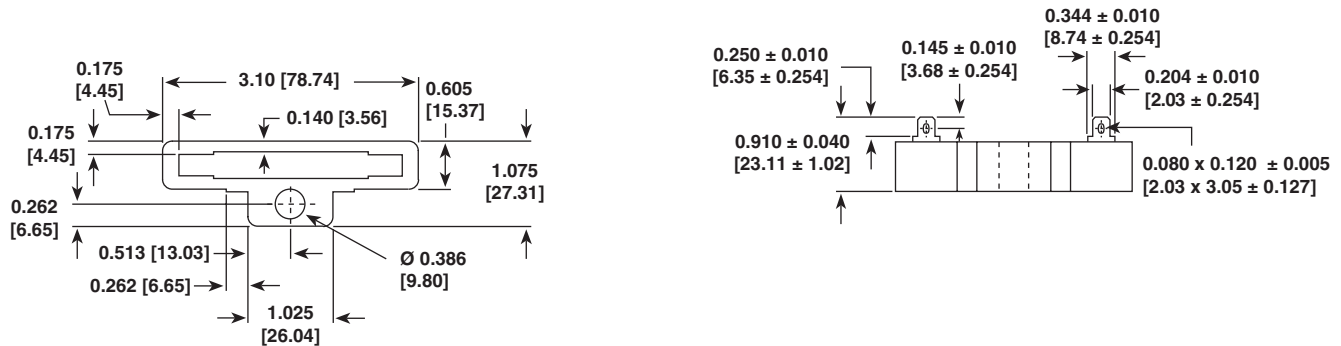 0.175
[4.45]
3.10 [78.74]
0.605
[15.37]
0.140 [3.56]
0.175
[4.45]
1.075
[27.31]
0.262
[6.65]
0.513 [13.03]
Ø 0.386
[9.80]
0.262 [6.65]
1.025
[26.04]
0.344 ± 0.010
[8.74 ± 0.254]
0.250 ± 0.010
[6.35 ± 0.254]
0.145 ± 0.010
[3.68 ± 0.254]
0.204 ± 0.010
[2.03 ± 0.254]
0.910 ± 0.040
[23.11 ± 1.02]
0.080 x 0.120 ± 0.005
[2.03 x 3.05 ± 0.127]